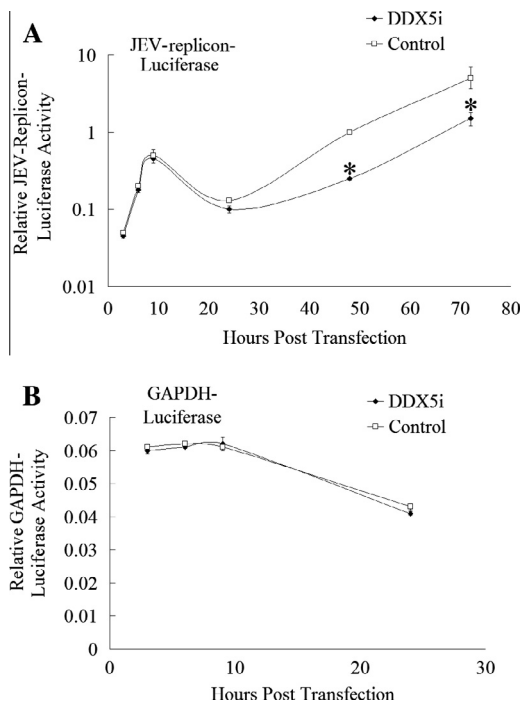 A
JEV-replicon-
Luciferase
DDX5i
Control
Relative JEV-Replicon-
Luciferase Activity
10
1
0.1
0.01
*
*
0
10
20
30
40
50
60
70
80
Hours Post Transfection
B
GAPDH-
Luciferase
DDX5i
Control
Relative GAPDH-
Luciferase Activity
0.07
0.06
0.05
0.04
0.03
0.02
0.01
0
0
10
20
30
Hours Post Transfection